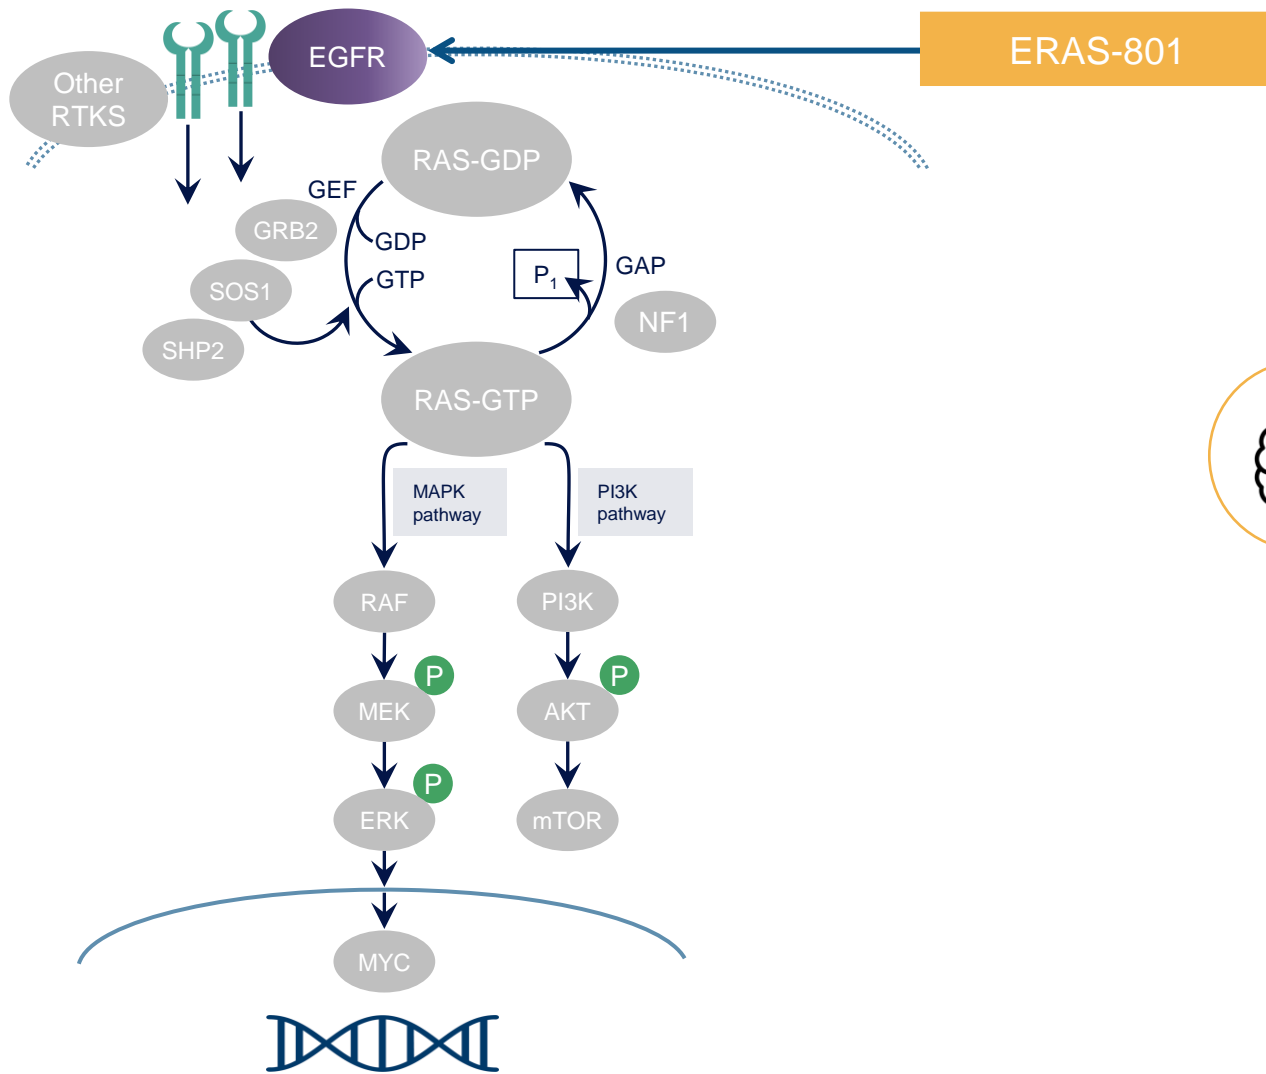 EGFR
ERAS-801
Other
RTKS
RAS-GDP
GEF
GRB2
GDP
GAP
P1
GTP
SOS1
NF1
SHP2
RAS-GTP
MAPK
pathway
PI3K
pathway
RAF
PI3K
P
P
MEK
AKT
P
ERK
mTOR
MYC